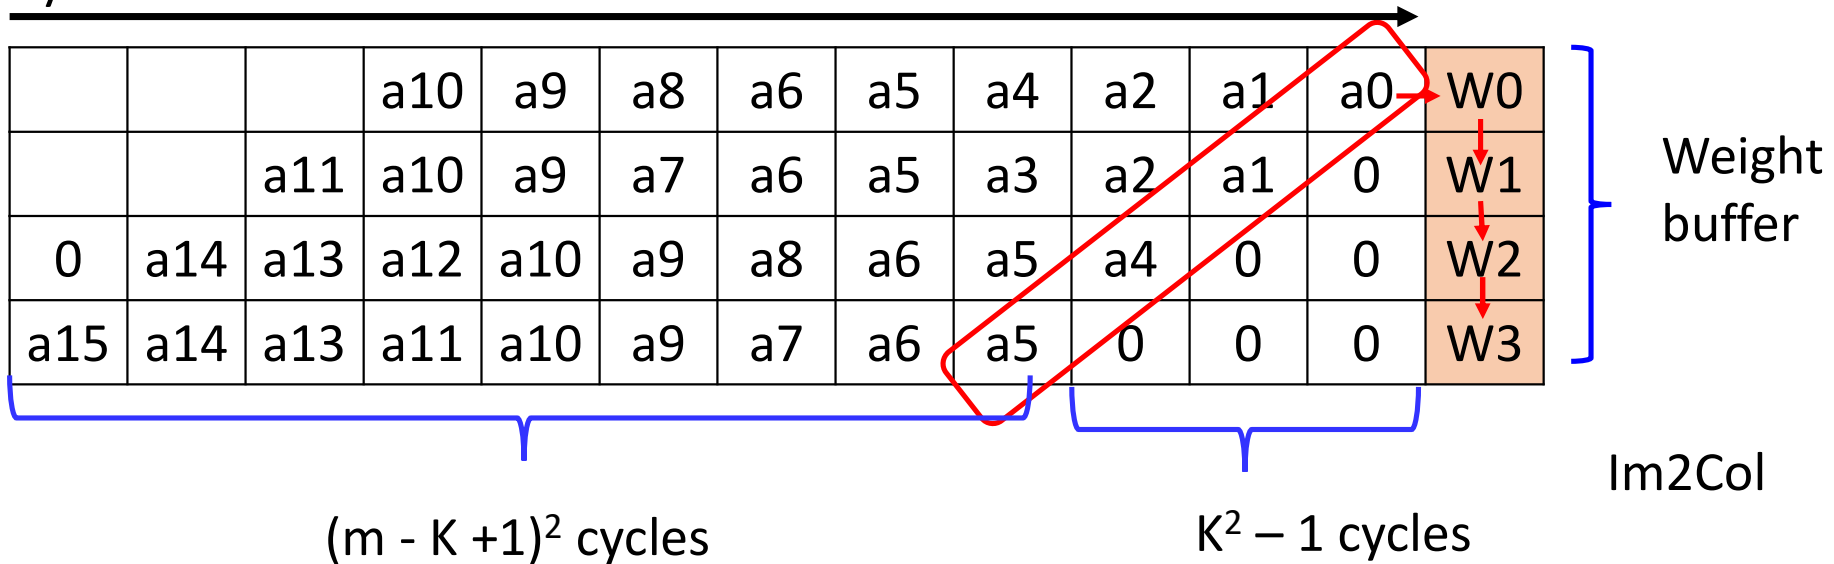 a10 a9 a8 a6 a5 a4 a2 a1 a0 W0
a11 a10 a9 a7 a6 a5 a3 a2 a1 0 W1
0 a14 a13 a12 a10 a9 a8 a6 a5 a4 0 0 W2
a15 a14 a13 a11 a10 a9 a7 a6 a5 0 0 0 W3
Weight
buffer
Im2Col
(m - K +1)² cycles
K² – 1 cycles